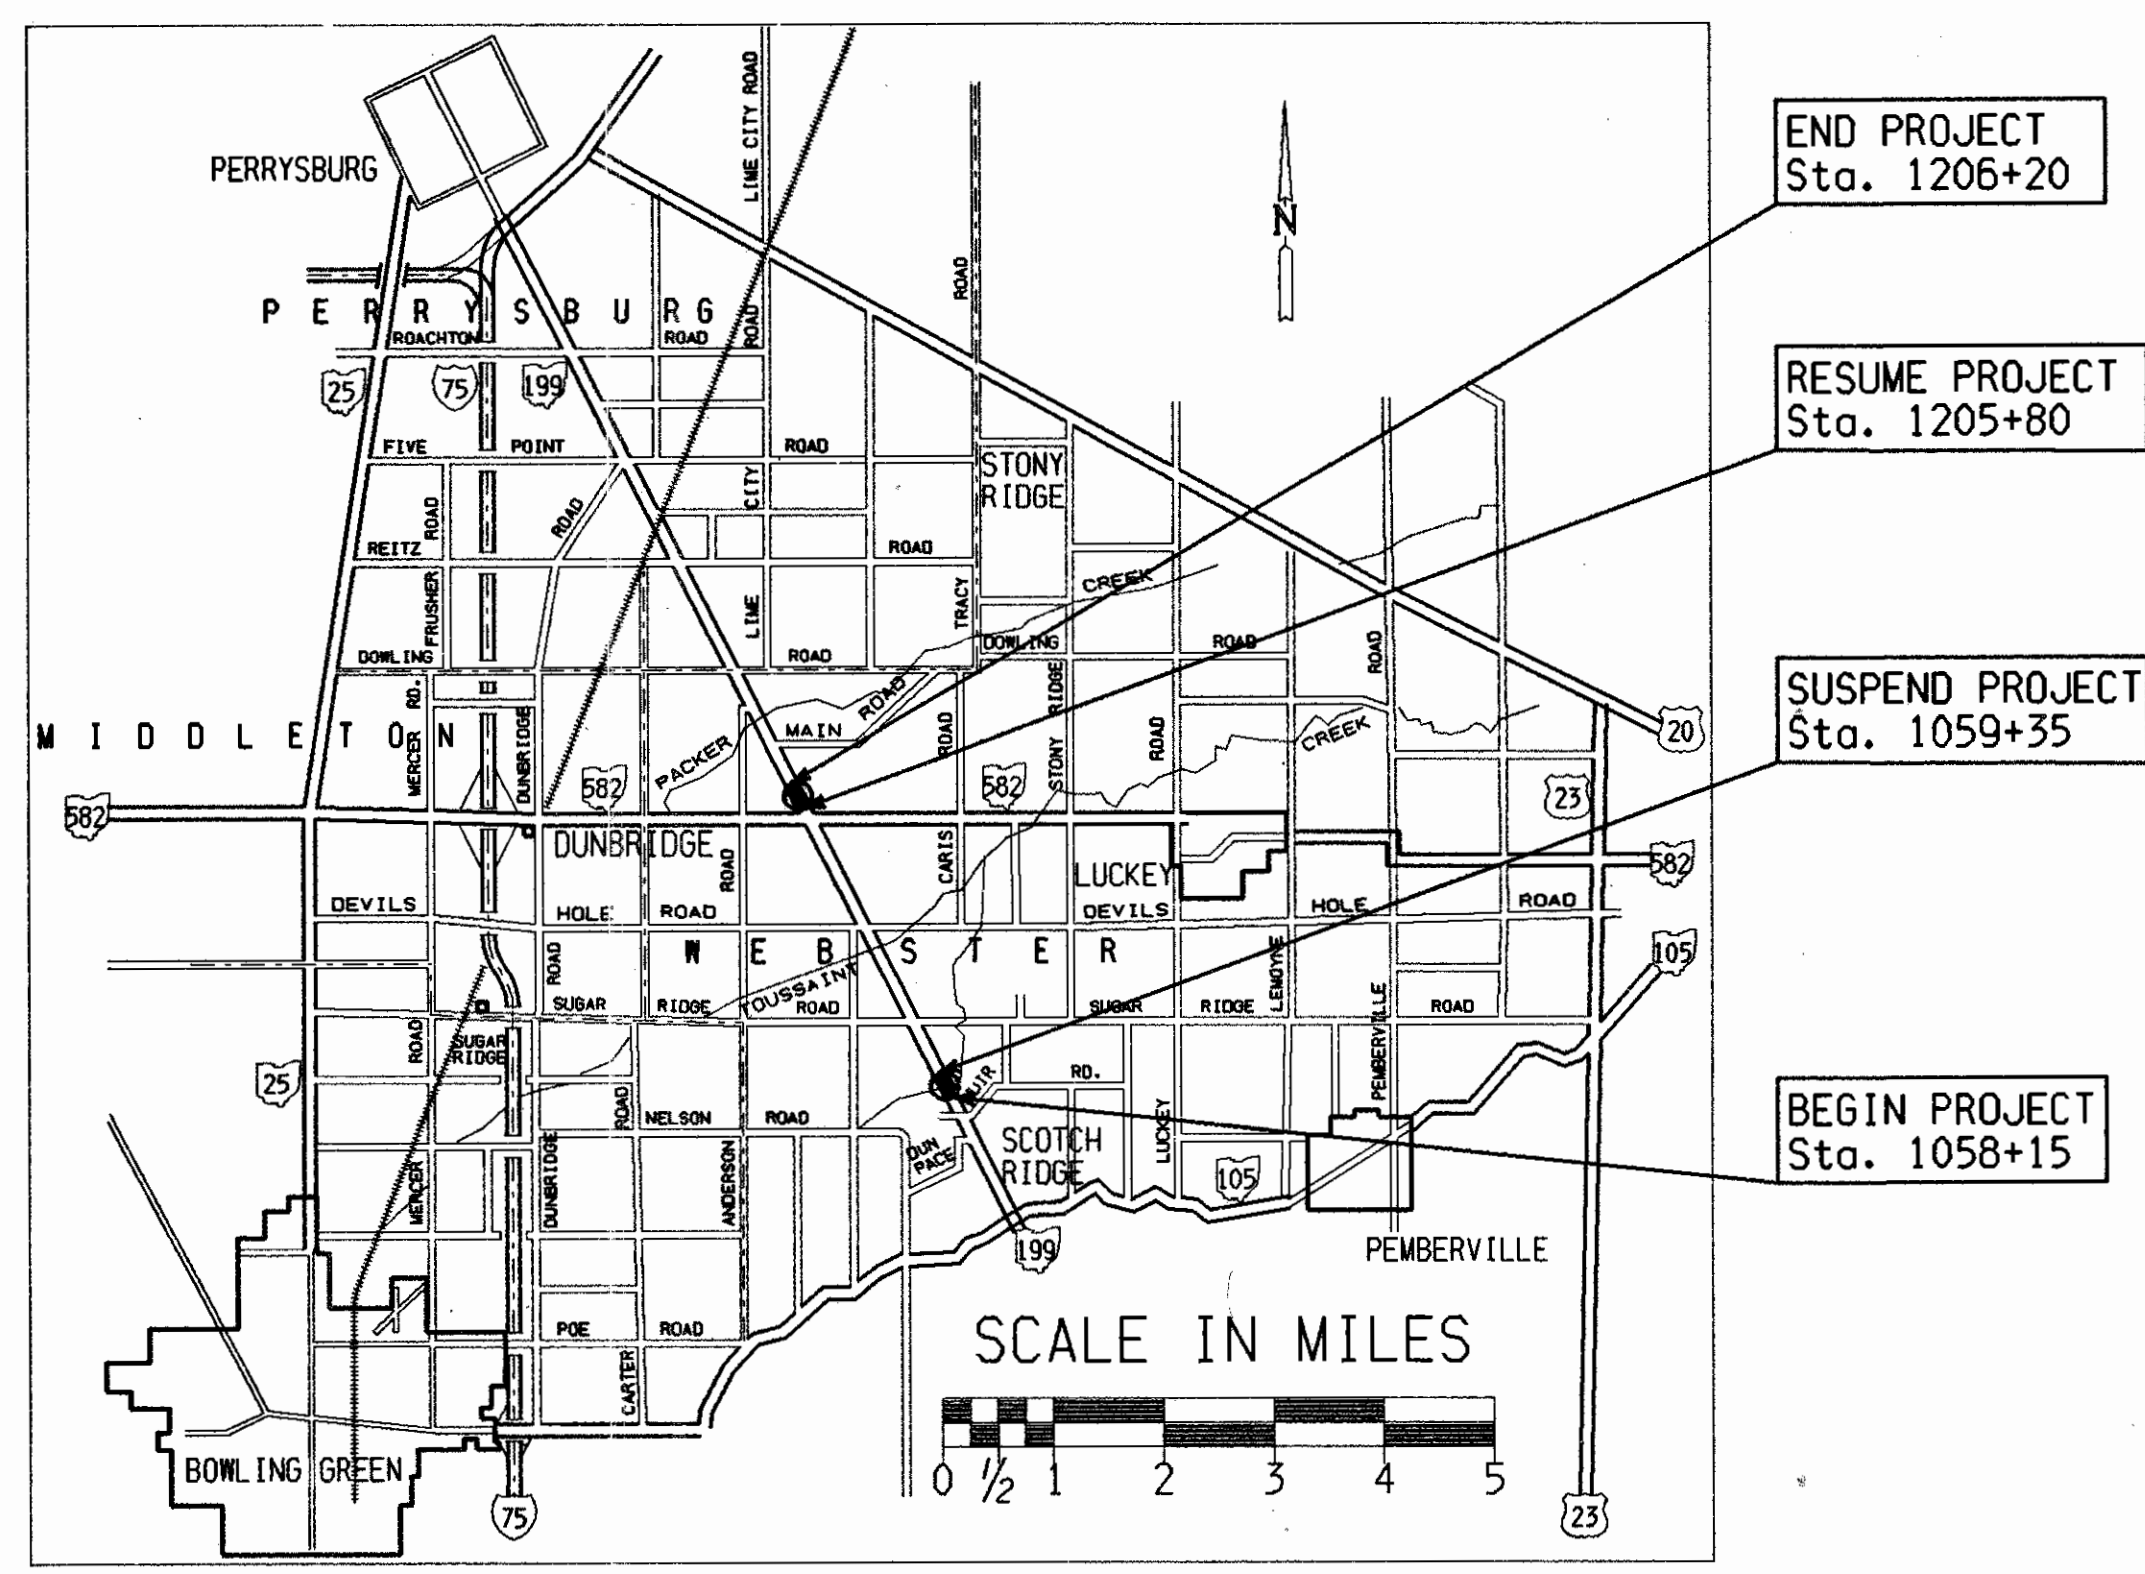 END PROJECT
Sta. 1206+20
RESUME PROJECT
Sta. 1205+80
SUSPEND PROJECT
Sta. 1059+35
BEGIN PROJECT
Sta. 1058+15
PERRYSBURG
LIME CITY ROAD
ROAD
N
PERRYSBURG
ROACHTON
ROAD
ROAD
25
75
199
FIVE
POINT
ROAD
STONY
RIDGE
CITY
ROAD
ROAD
REITZ
ROAD
FRUSHER
LIME
TRACY
CREEK
DOWLING
ROAD
DOWLING
ROAD
ROAD
MERCER RD.
DUNBRIDGE
MAIN
ROAD
ROAD
STONY RIDGE
ROAD
CREEK
20
MIDDLETON
PACKER
582
582
582
23
DUNBRIDGE
ROAD
CARIS
LUCKEY
582
DEVILS
HOLE
ROAD
DEVILS
HOLE
ROAD
WEBSTER
105
ROAD
TOUSSAINT
LEMOYNE
SUGAR
RIDGE
ROAD
SUGAR
RIDGE
ROAD
PEMBERVILLE
ROAD
SUGAR
RIDGE
25
MUIR
RD.
ROAD
NELSON
ROAD
LUCKEY
DUN
PACE
SCOTCH
RIDGE
MERCER
DUNBRIDGE
ANDERSON
105
199
PEMBERVILLE
POE
ROAD
CARTER
SCALE IN MILES
0 1/2 1 2 3 4 5
BOWLING GREEN
75
23